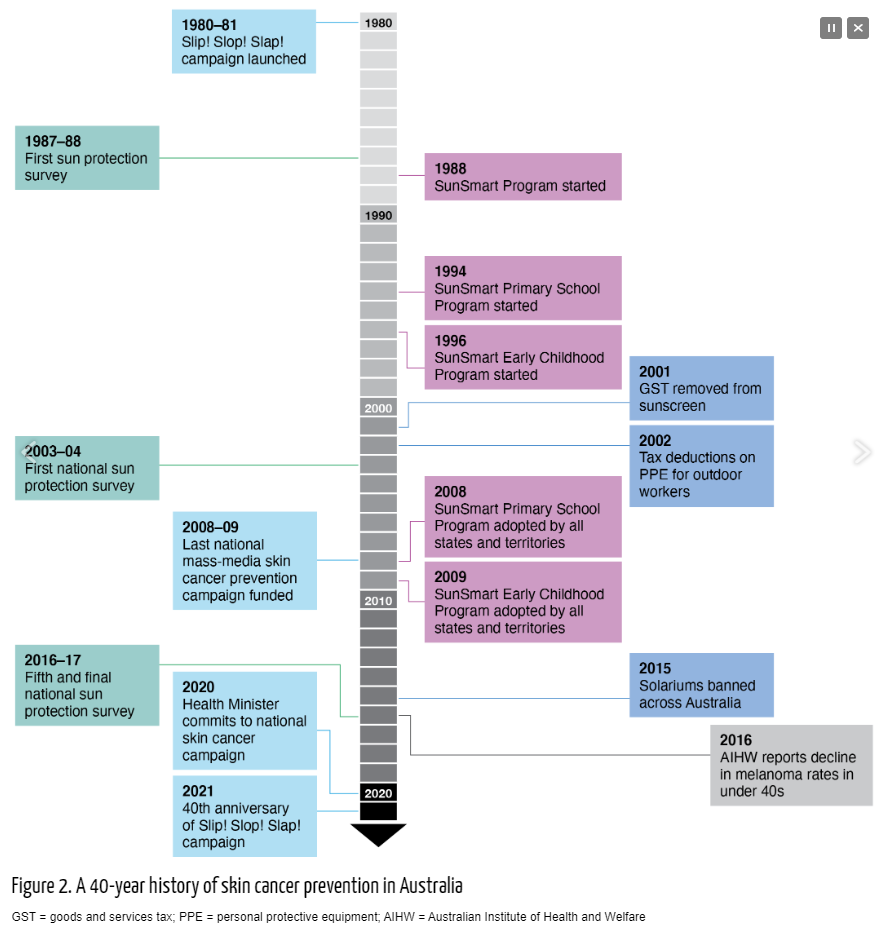 1980–81
Slip! Slop! Slap!
campaign launched
1980
1987–88
First sun protection
survey
1988
SunSmart Program started
1990
1994
SunSmart Primary School
Program started
1996
SunSmart Early Childhood
Program started
2001
GST removed from
sunscreen
2000
2002
Tax deductions on
PPE for outdoor
workers
2003–04
First national sun
protection survey
2008
SunSmart Primary School
Program adopted by all
states and territories
2008–09
Last national
mass-media skin
cancer prevention
campaign funded
2009
SunSmart Early Childhood
Program adopted by all
states and territories
2010
2016–17
Fifth and final
national sun
protection survey
2015
Solariums banned
across Australia
2020
Health Minister
commits to national
skin cancer
campaign
2016
AIHW reports decline
in melanoma rates in
under 40s
2020
2021
40th anniversary
of Slip! Slop! Slap!
campaign
Figure 2. A 40-year history of skin cancer prevention in Australia
GST = goods and services tax; PPE = personal protective equipment; AIHW = Australian Institute of Health and Welfare